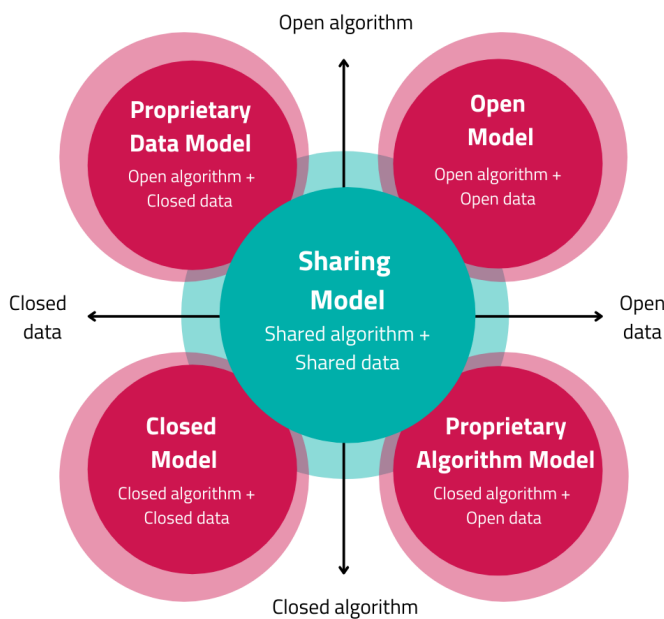 Open algorithm
Proprietary
Data Model
Open algorithm +
Closed data
Open
Model
Open algorithm +
Open data
Closed
data
Sharing
Model
Shared algorithm +
Shared data
Open
data
Closed
Model
Closed algorithm +
Closed data
Proprietary
Algorithm Model
Closed algorithm +
Open data
Closed algorithm